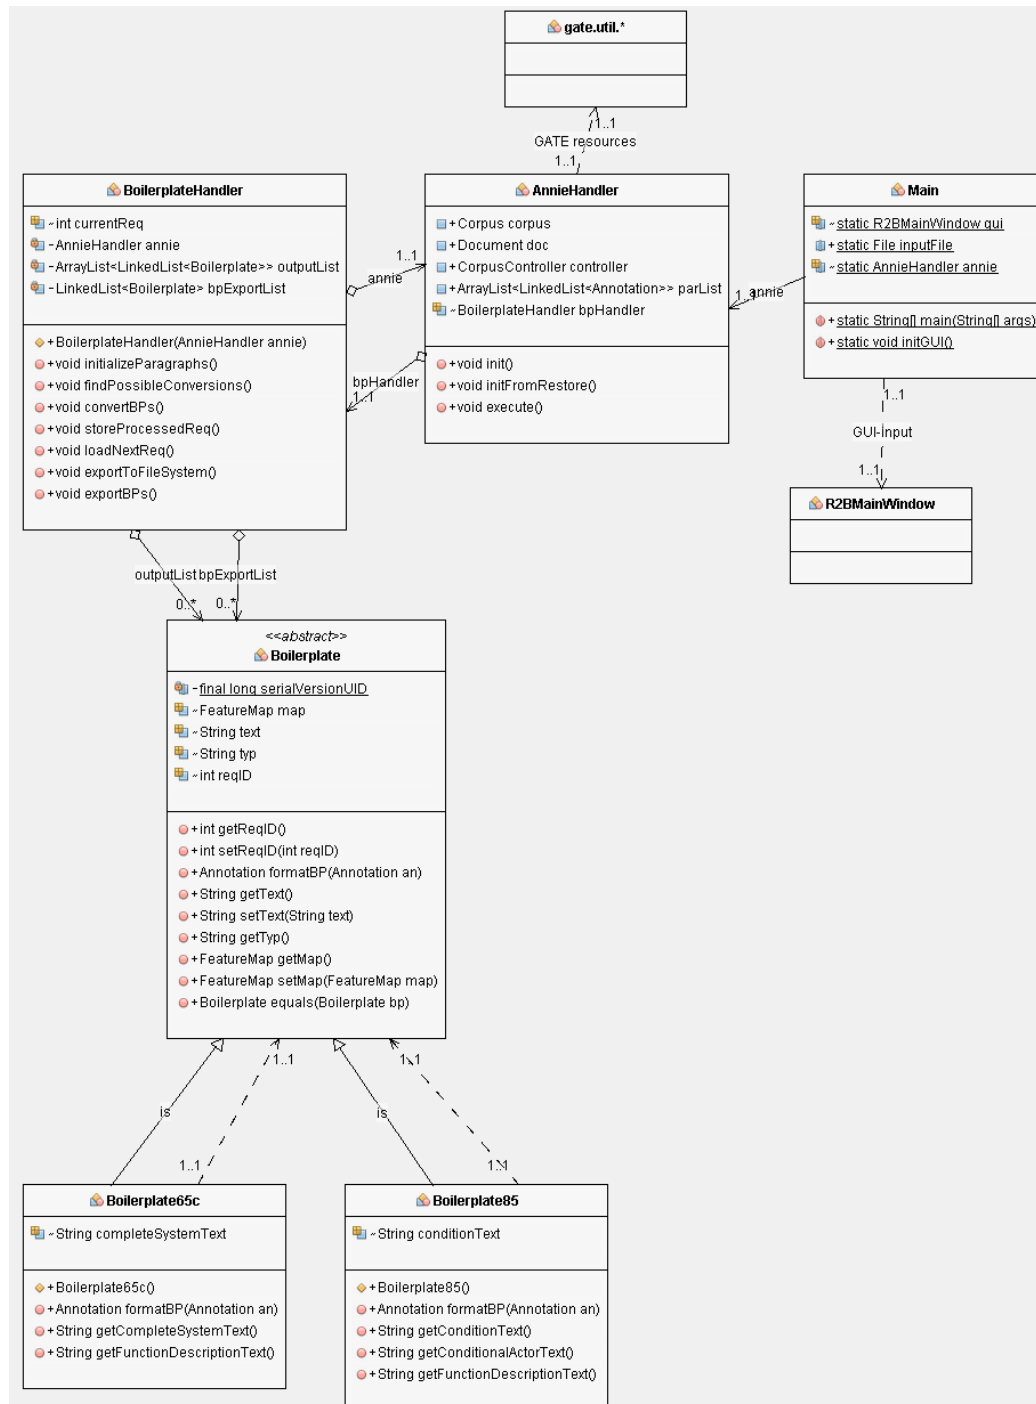 gate.util.*
1..1
GATE resources
1..1
BoilerplateHandler
~int currentReq
-AnnieHandler annie
-ArrayList<LinkedList<Boilerplate>> outputList
-LinkedList<Boilerplate> bpExportList
+BoilerplateHandler(AnnieHandler annie)
+void initializeParagraphs()
+void findPossibleConversions()
+void convertBPs()
+void storeProcessedReq()
+void loadNextReq()
+void exportToFileSystem()
+void exportBPs()
1..1
annie
bpHandler
1..1
AnnieHandler
+Corpus corpus
+Document doc
+CorpusController controller
+ArrayList<LinkedList<Annotation>> parList
~BoilerplateHandler bpHandler
+void init()
+void initFromRestore()
+void execute()
1..1
annie
Main
~static R2BMainWindow gui
+static File inputFile
~static AnnieHandler annie
+static String[] main(String[] args)
+static void initGUI()
1..1
GUI-Input
1..1
R2BMainWindow
outputList
bpExportList
0..*
0..*
<<abstract>>
Boilerplate
-final long serialVersionUID
~FeatureMap map
~String text
~String typ
~int reqID
+int getReqID()
+int setReqID(int reqID)
+Annotation formatBP(Annotation an)
+String getText()
+String setText(String text)
+String getTyp()
+FeatureMap getMap()
+FeatureMap setMap(FeatureMap map)
+Boilerplate equals(Boilerplate bp)
1..1
1..1
is
is
1..1
1..1
Boilerplate65c
~String completeSystemText
+Boilerplate65c()
+Annotation formatBP(Annotation an)
+String getCompleteSystemText()
+String getFunctionDescriptionText()
Boilerplate85
~String conditionText
+Boilerplate85()
+Annotation formatBP(Annotation an)
+String getConditionText()
+String getConditionalActorText()
+String getFunctionDescriptionText()